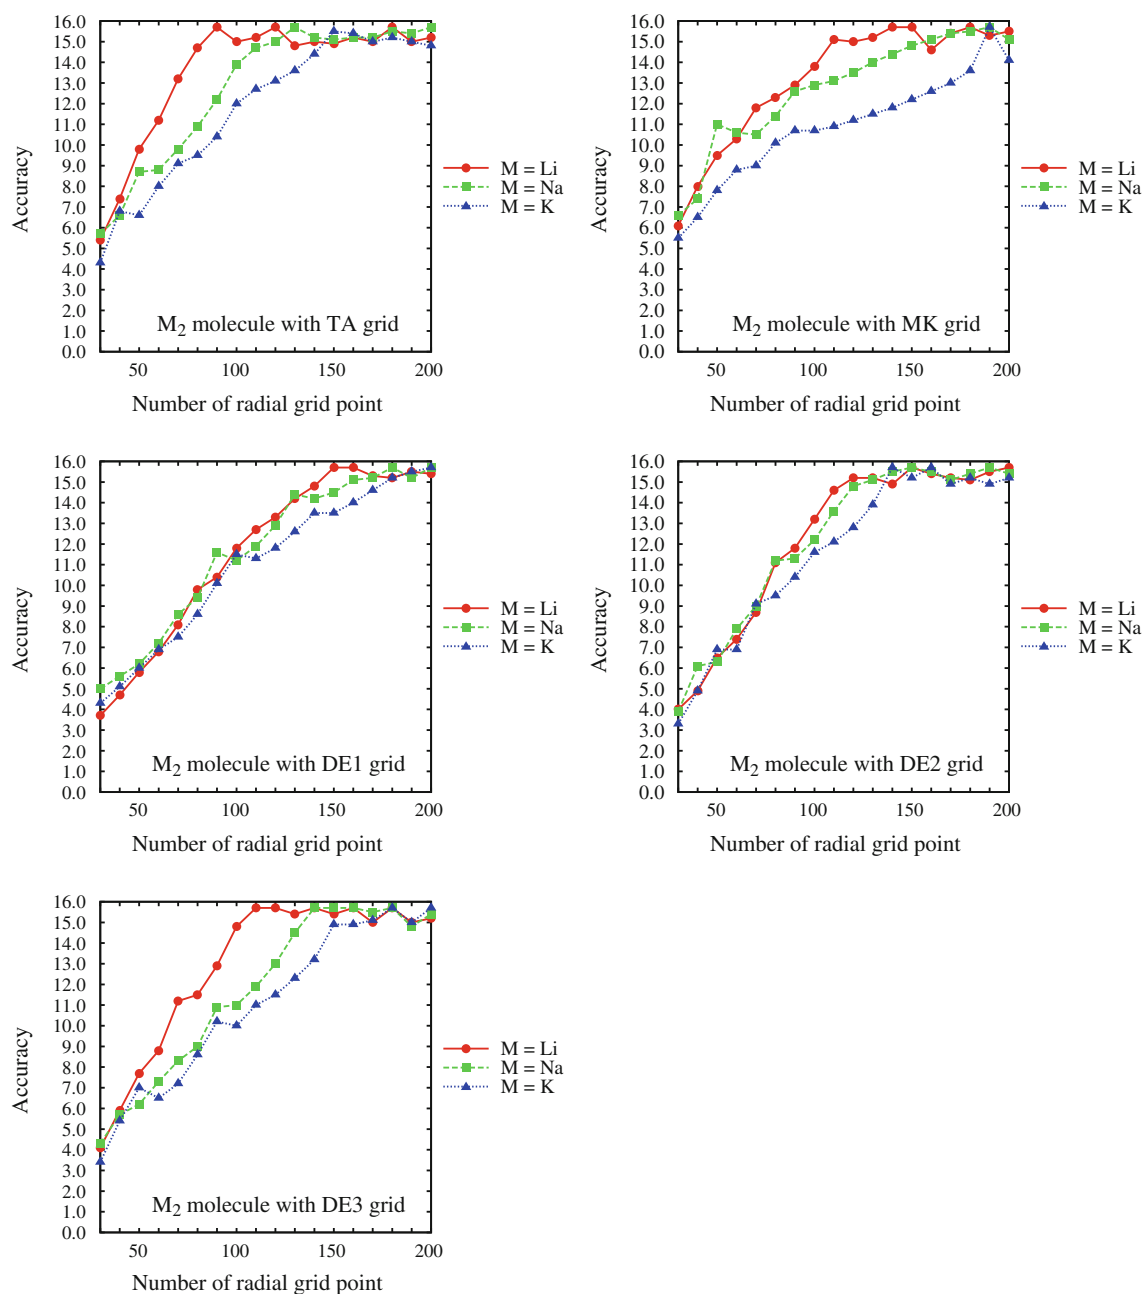 16.0
15.0
14.0
13.0
12.0
11.0
10.0
9.0
8.0
7.0
6.0
5.0
4.0
3.0
2.0
1.0
0.0
Accuracy
M2 molecule with TA grid
50 100 150 200
Number of radial grid point
M = Li
M = Na
M = K
16.0
15.0
14.0
13.0
12.0
11.0
10.0
9.0
8.0
7.0
6.0
5.0
4.0
3.0
2.0
1.0
0.0
Accuracy
M2 molecule with MK grid
50 100 150 200
Number of radial grid point
M = Li
M = Na
M = K
16.0
15.0
14.0
13.0
12.0
11.0
10.0
9.0
8.0
7.0
6.0
5.0
4.0
3.0
2.0
1.0
0.0
Accuracy
M2 molecule with DE1 grid
50 100 150 200
Number of radial grid point
M = Li
M = Na
M = K
16.0
15.0
14.0
13.0
12.0
11.0
10.0
9.0
8.0
7.0
6.0
5.0
4.0
3.0
2.0
1.0
0.0
Accuracy
M2 molecule with DE2 grid
50 100 150 200
Number of radial grid point
M = Li
M = Na
M = K
16.0
15.0
14.0
13.0
12.0
11.0
10.0
9.0
8.0
7.0
6.0
5.0
4.0
3.0
2.0
1.0
0.0
Accuracy
M2 molecule with DE3 grid
50 100 150 200
Number of radial grid point
M = Li
M = Na
M = K